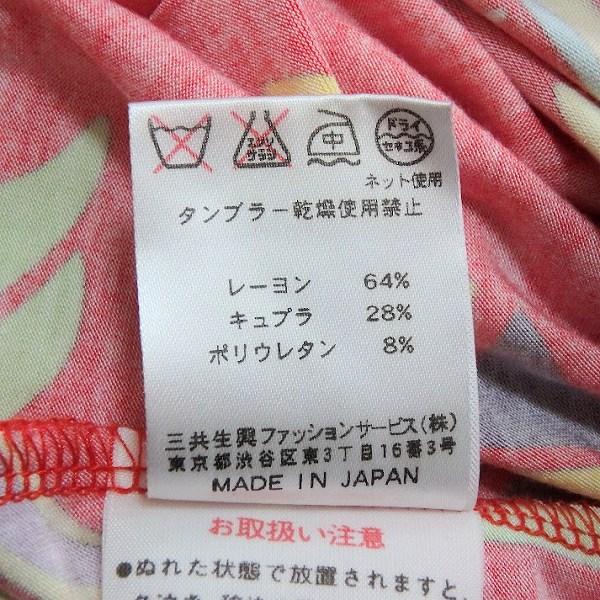 エンソ
サラシ
中
ドライ
セキユ系
ネット使用
タンブラー乾燥使用禁止
レーヨン 64%
キュプラ 28%
ポリウレタン 8%
三共生興ファッションサービス(株)
東京都渋谷区東3丁目16番3号
MADE IN JAPAN
お取扱い注意
●ぬれた状態で放置されますと、